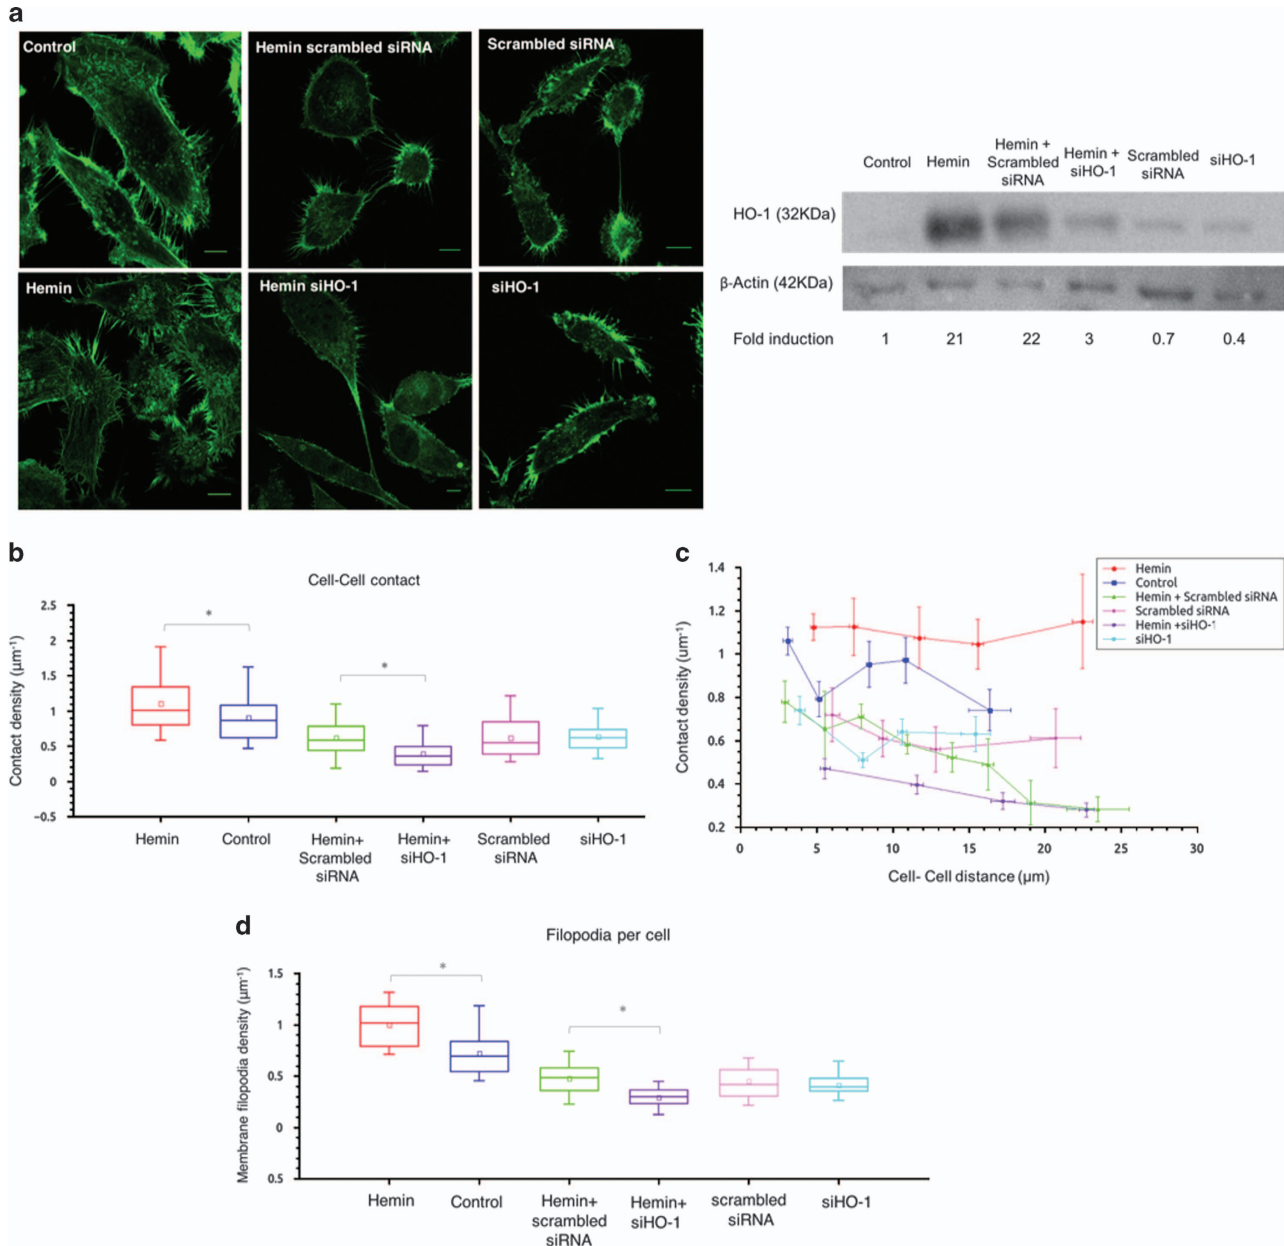 a
Control
Hemin scrambled siRNA
Scrambled siRNA
Hemin
Hemin siHO-1
siHO-1
Control
Hemin
Hemin +
Scrambled
siRNA
Hemin +
siHO-1
Scrambled
siRNA
siHO-1
HO-1 (32KDa)
β-Actin (42KDa)
Fold induction 1 21 22 3 0.7 0.4
b
Cell-Cell contact
Contact density (μm⁻¹)
2.5
2
1.5
1
0.5
0
−0.5
*
*
Hemin
Control
Hemin+
Scrambled
siRNA
Hemin+
siHO-1
Scrambled
siRNA
siHO-1
c
Contact density (μm⁻¹)
1.4
1.2
1
0.8
0.6
0.4
0.2
0 5 10 15 20 25 30
Cell- Cell distance (μm)
Hemin
Control
Hemin + Scrambled siRNA
Scrambled siRNA
Hemin +siHO-1
siHO-1
d
Filopodia per cell
Membrane filopodia density (μm⁻¹)
1.5
1
0.5
0
0.5
*
*
Hemin
Control
Hemin+
scrambled
siRNA
Hemin+
siHO-1
scrambled
siRNA
siHO-1